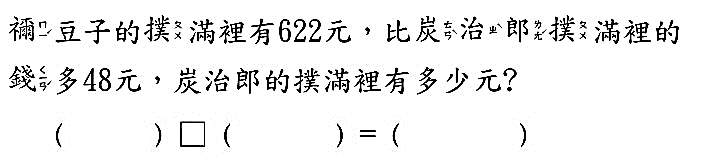 禰豆子的撲滿裡有622元，比炭治郎撲滿裡的
錢多48元，炭治郎的撲滿裡有多少元?
(　　　)□(　　　)=(　　　)